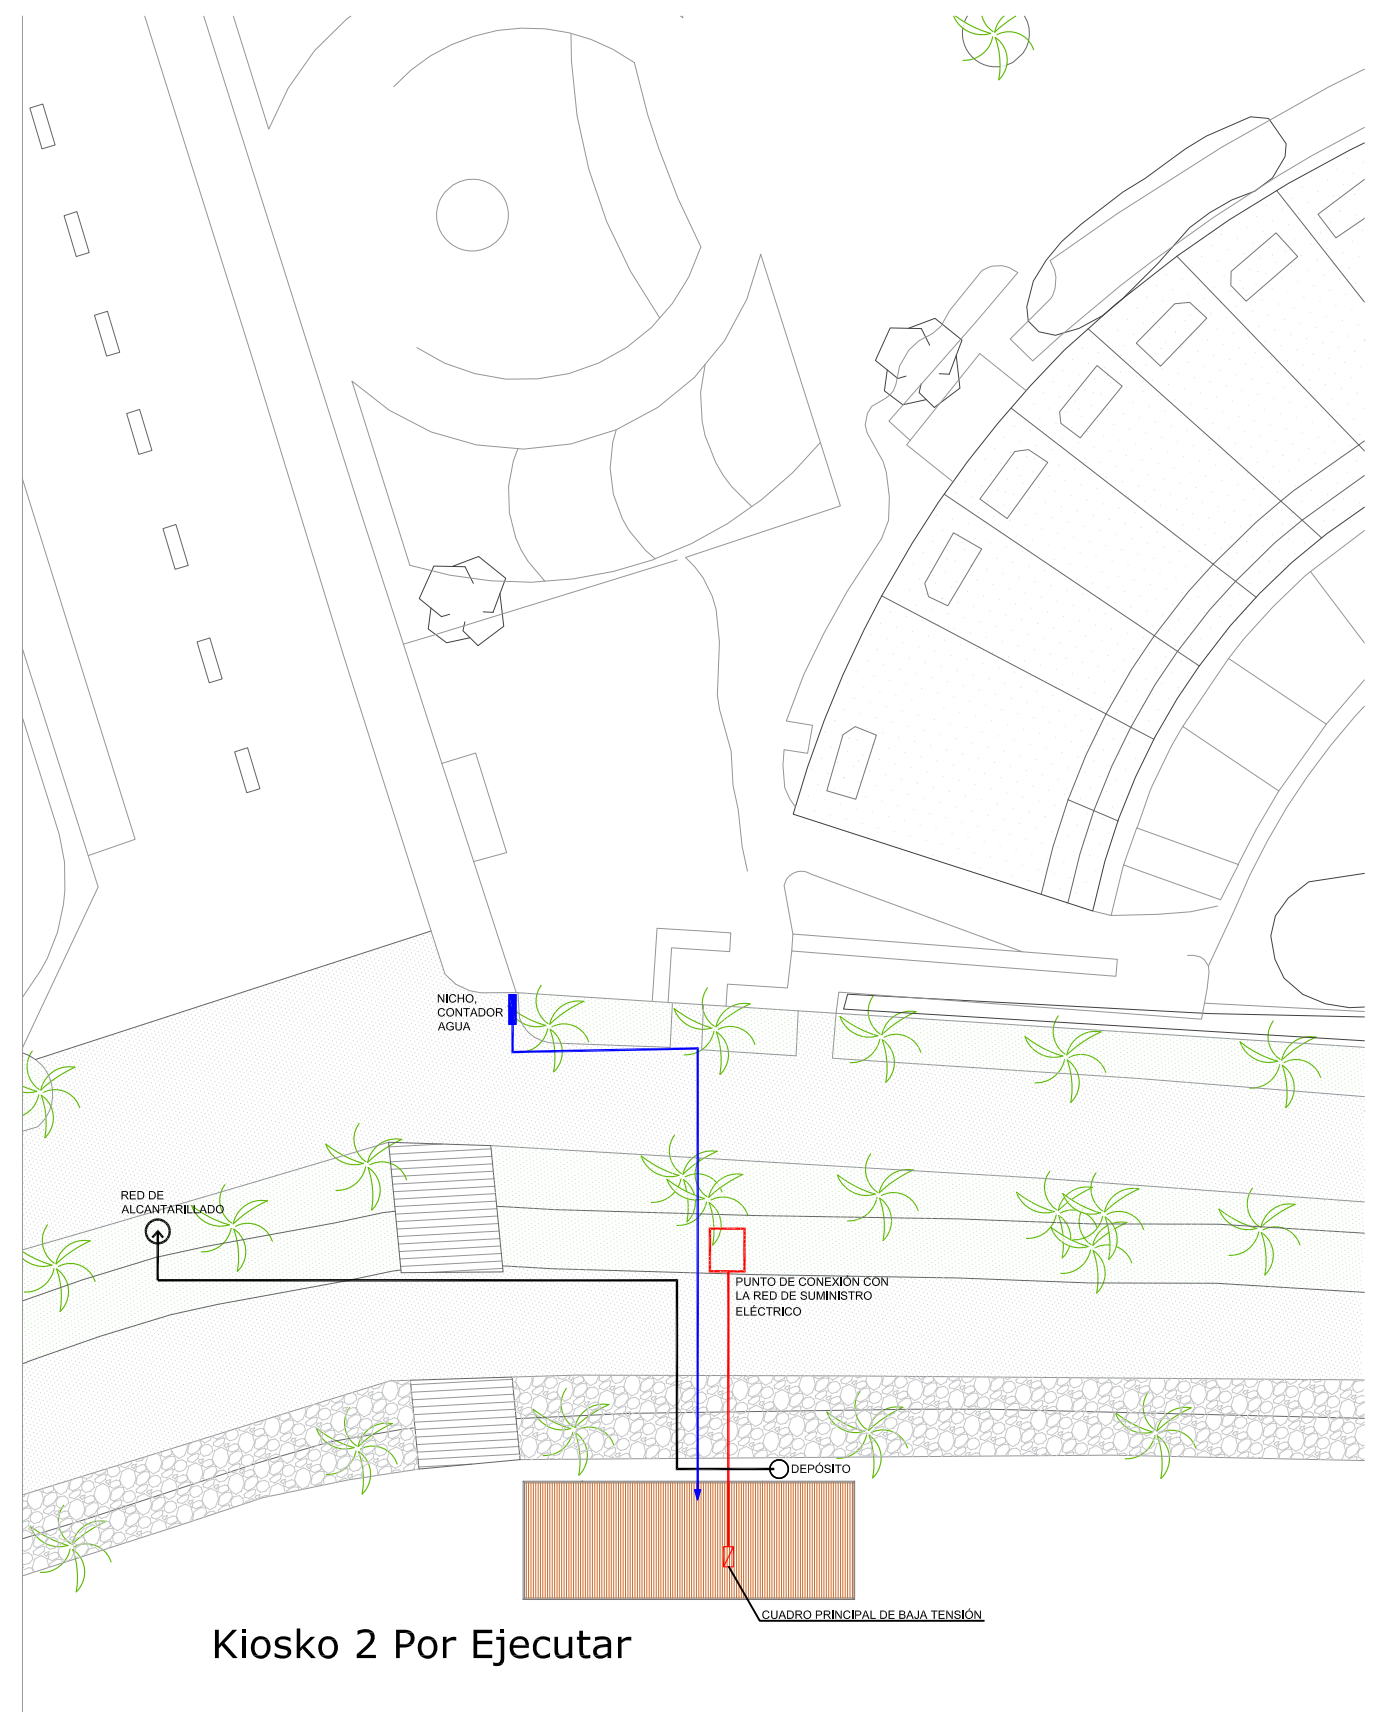 NICHO,
CONTADOR
AGUA
RED DE
ALCANTARILLADO
PUNTO DE CONEXIÓN CON
LA RED DE SUMINISTRO
ELÉCTRICO
DEPÓSITO
CUADRO PRINCIPAL DE BAJA TENSIÓN
Kiosko 2 Por Ejecutar